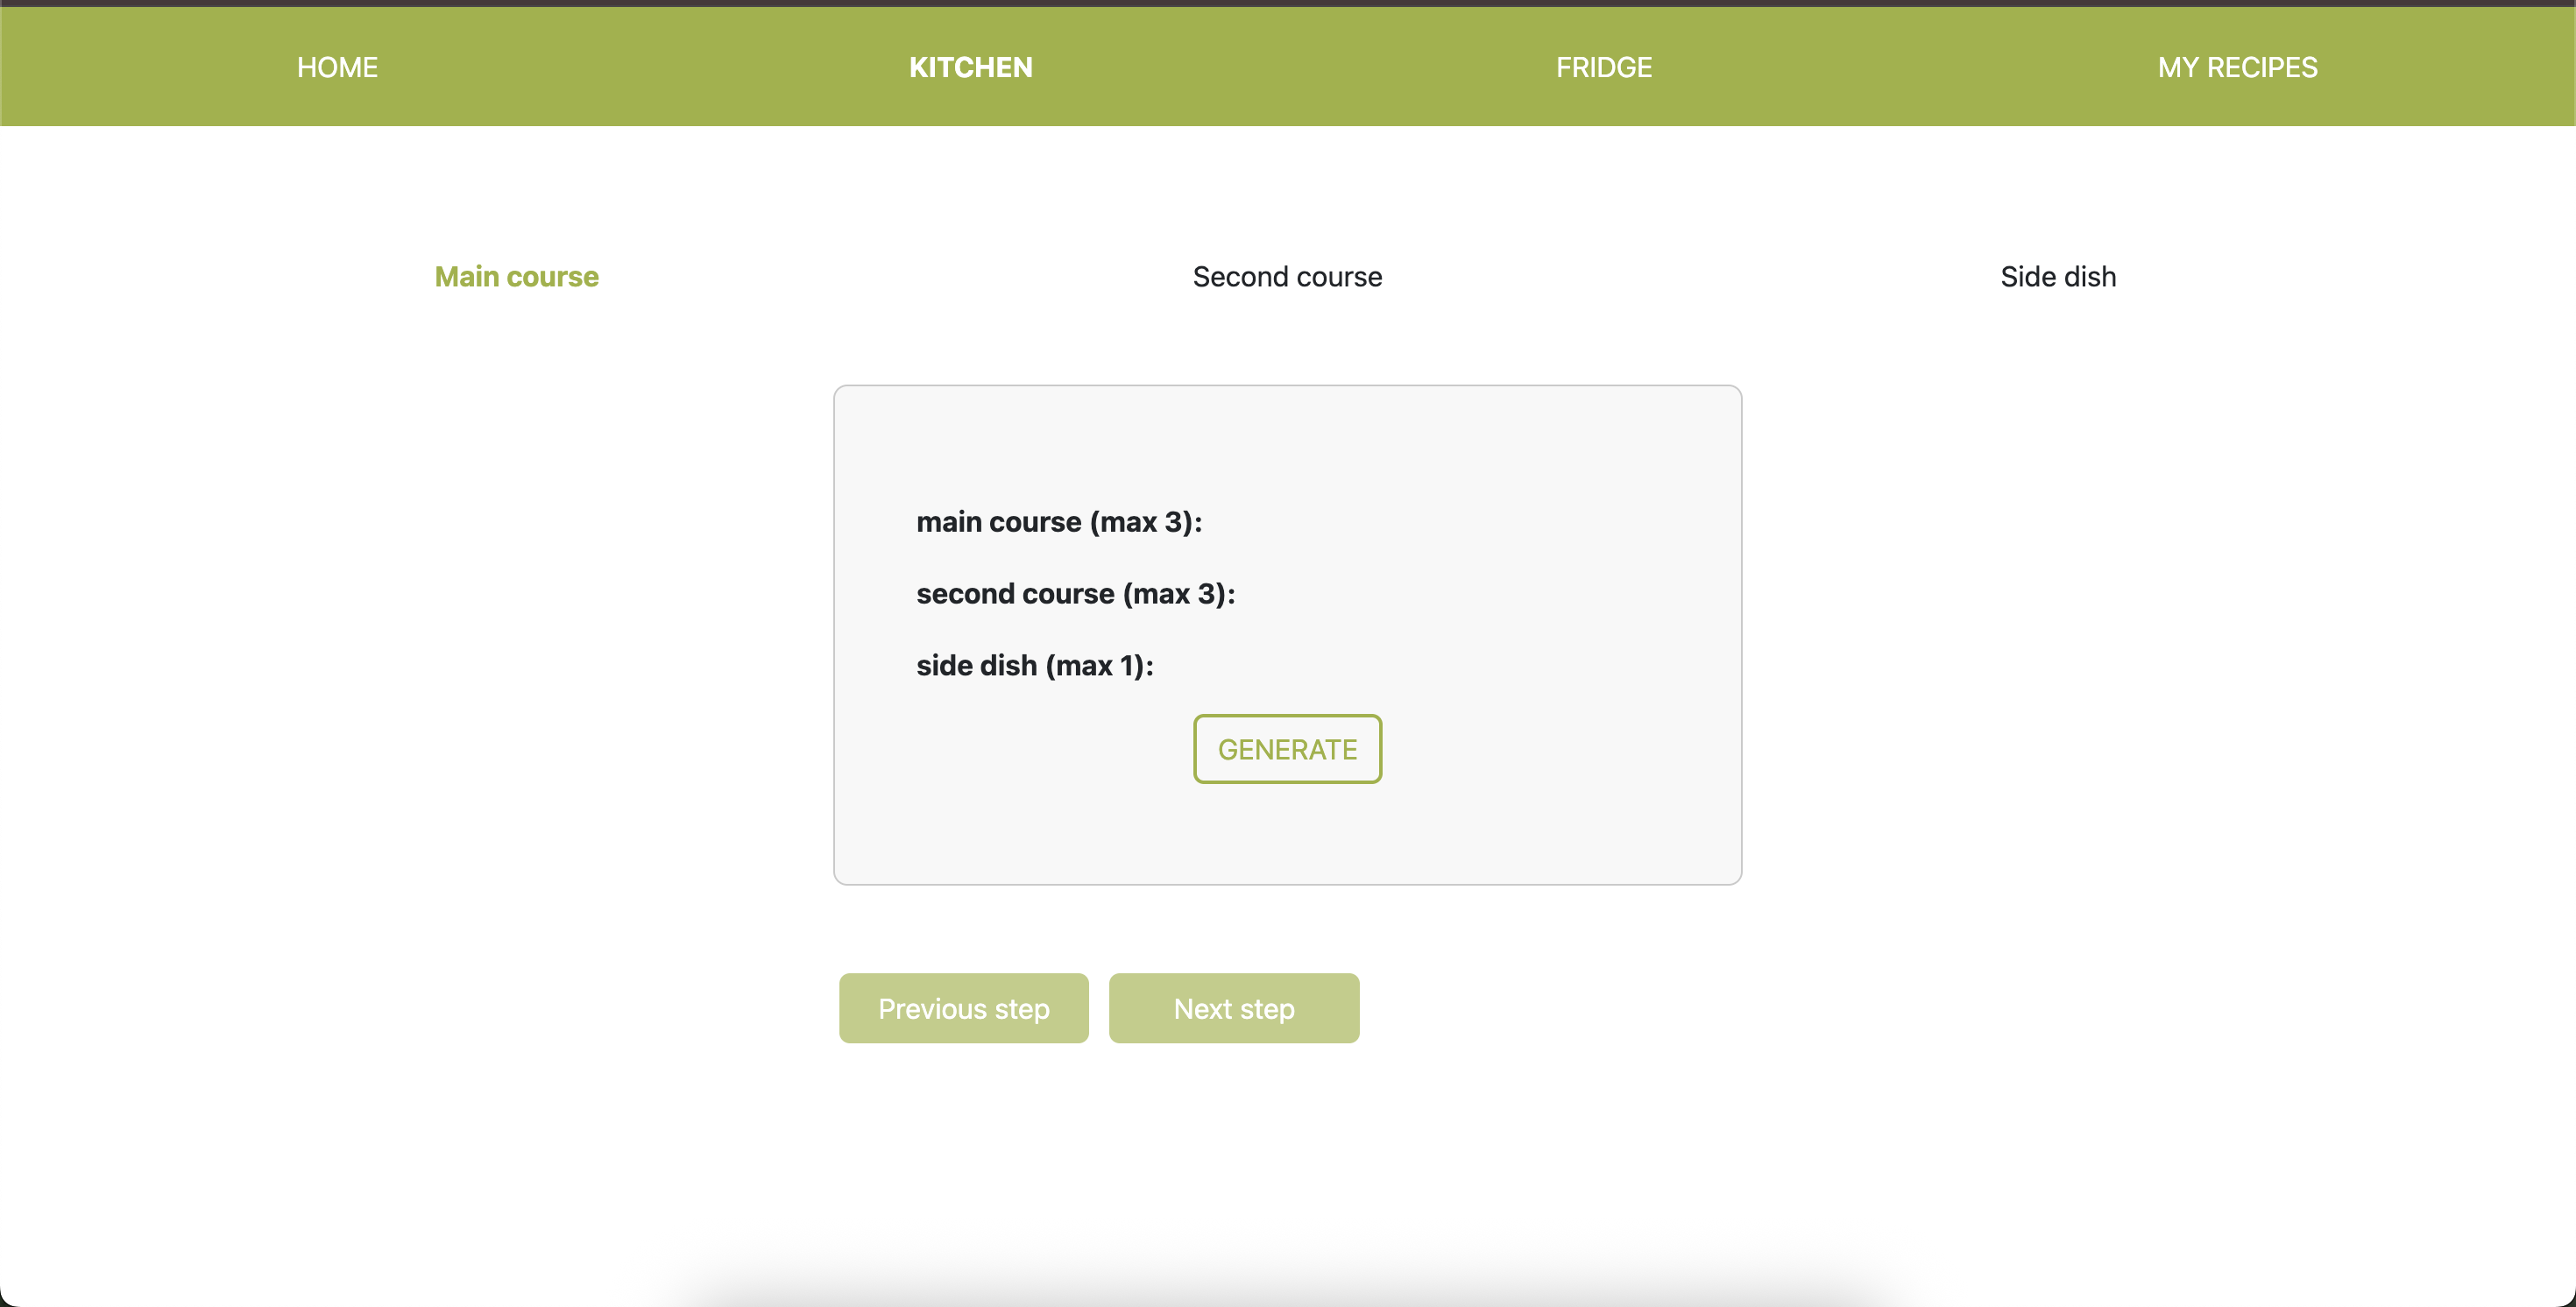 HOME KITCHEN FRIDGE MY RECIPES
Main course Second course Side dish
main course (max 3):
second course (max 3):
side dish (max 1):
GENERATE
Previous step Next step